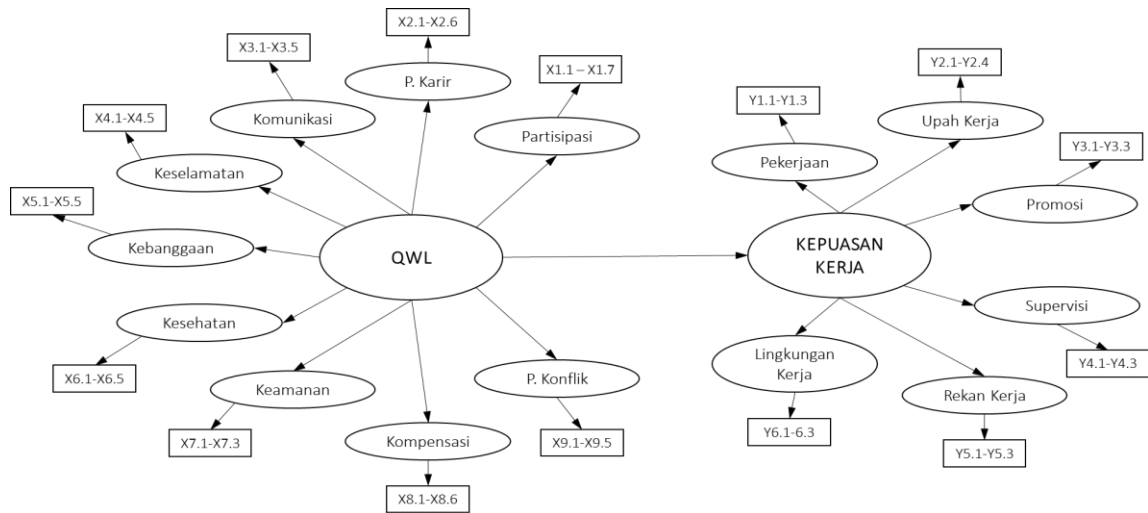 X2.1-X2.6
X3.1-X3.5
P. Karir
X1.1 – X1.7
Komunikasi
Partisipasi
X4.1-X4.5
Keselamatan
X5.1-X5.5
Kebanggaan
QWL
Kesehatan
X6.1-X6.5
Keamanan
X7.1-X7.3
Kompensasi
X8.1-X8.6
P. Konflik
X9.1-X9.5
Y2.1-Y2.4
Y1.1-Y1.3
Upah Kerja
Pekerjaan
Y3.1-Y3.3
Promosi
KEPUASAN
KERJA
Supervisi
Y4.1-Y4.3
Lingkungan
Kerja
Y6.1-6.3
Rekan Kerja
Y5.1-Y5.3